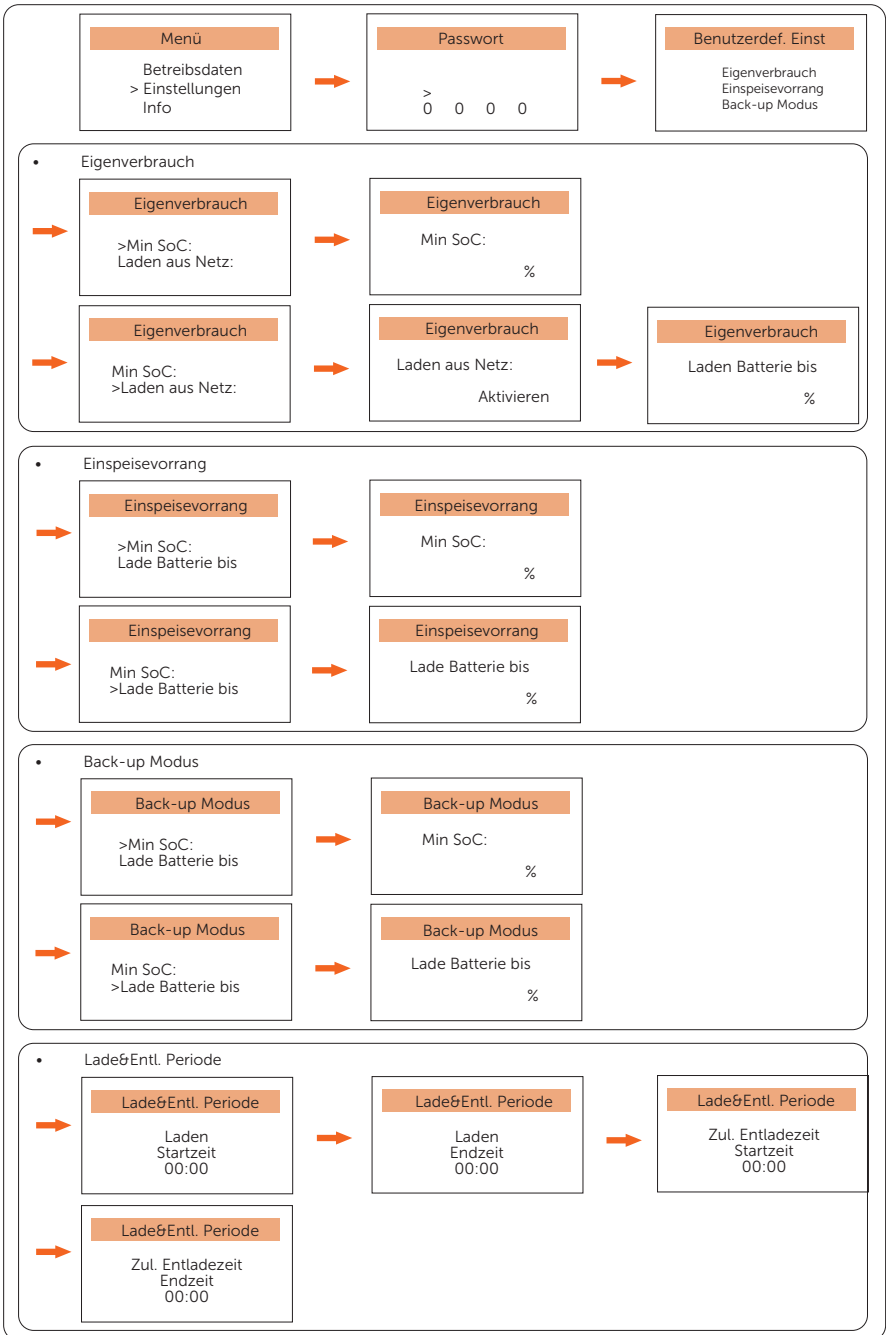 Menü
Betreibsdaten
> Einstellungen
Info
Passwort
>
0 0 0 0
Benutzerdef. Einst
Eigenverbrauch
Einspeisevorrang
Back-up Modus
• Eigenverbrauch
Eigenverbrauch
>Min SoC:
Laden aus Netz:
Eigenverbrauch
Min SoC:
%
Eigenverbrauch
Min SoC:
>Laden aus Netz:
Eigenverbrauch
Laden aus Netz:
Aktivieren
Eigenverbrauch
Laden Batterie bis
%
• Einspeisevorrang
Einspeisevorrang
>Min SoC:
Lade Batterie bis
Einspeisevorrang
Min SoC:
%
Einspeisevorrang
Min SoC:
>Lade Batterie bis
Einspeisevorrang
Lade Batterie bis
%
• Back-up Modus
Back-up Modus
>Min SoC:
Lade Batterie bis
Back-up Modus
Min SoC:
%
Back-up Modus
Min SoC:
>Lade Batterie bis
Back-up Modus
Lade Batterie bis
%
• Lade&Entl. Periode
Lade&Entl. Periode
Laden
Startzeit
00:00
Lade&Entl. Periode
Laden
Endzeit
00:00
Lade&Entl. Periode
Zul. Entladezeit
Startzeit
00:00
Lade&Entl. Periode
Zul. Entladezeit
Endzeit
00:00